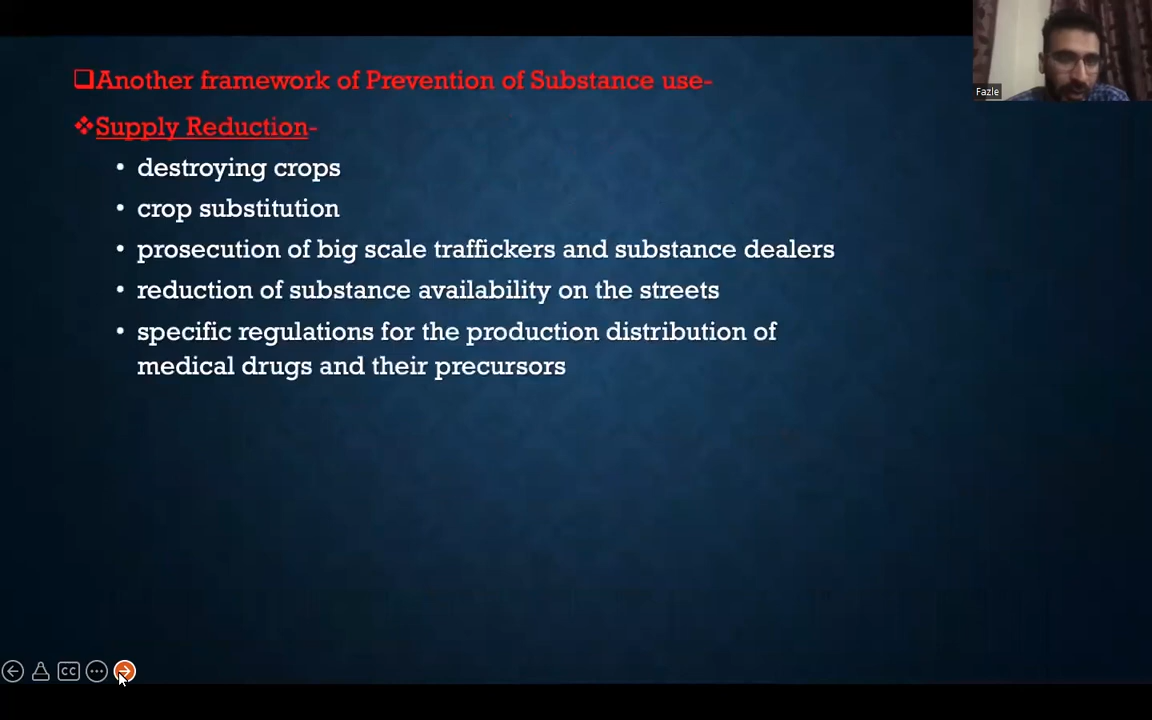 Another framework of Prevention of Substance use-
Supply Reduction-
• destroying crops
• crop substitution
• prosecution of big scale traffickers and substance dealers
• reduction of substance availability on the streets
• specific regulations for the production distribution of
medical drugs and their precursors
Fazle
CC